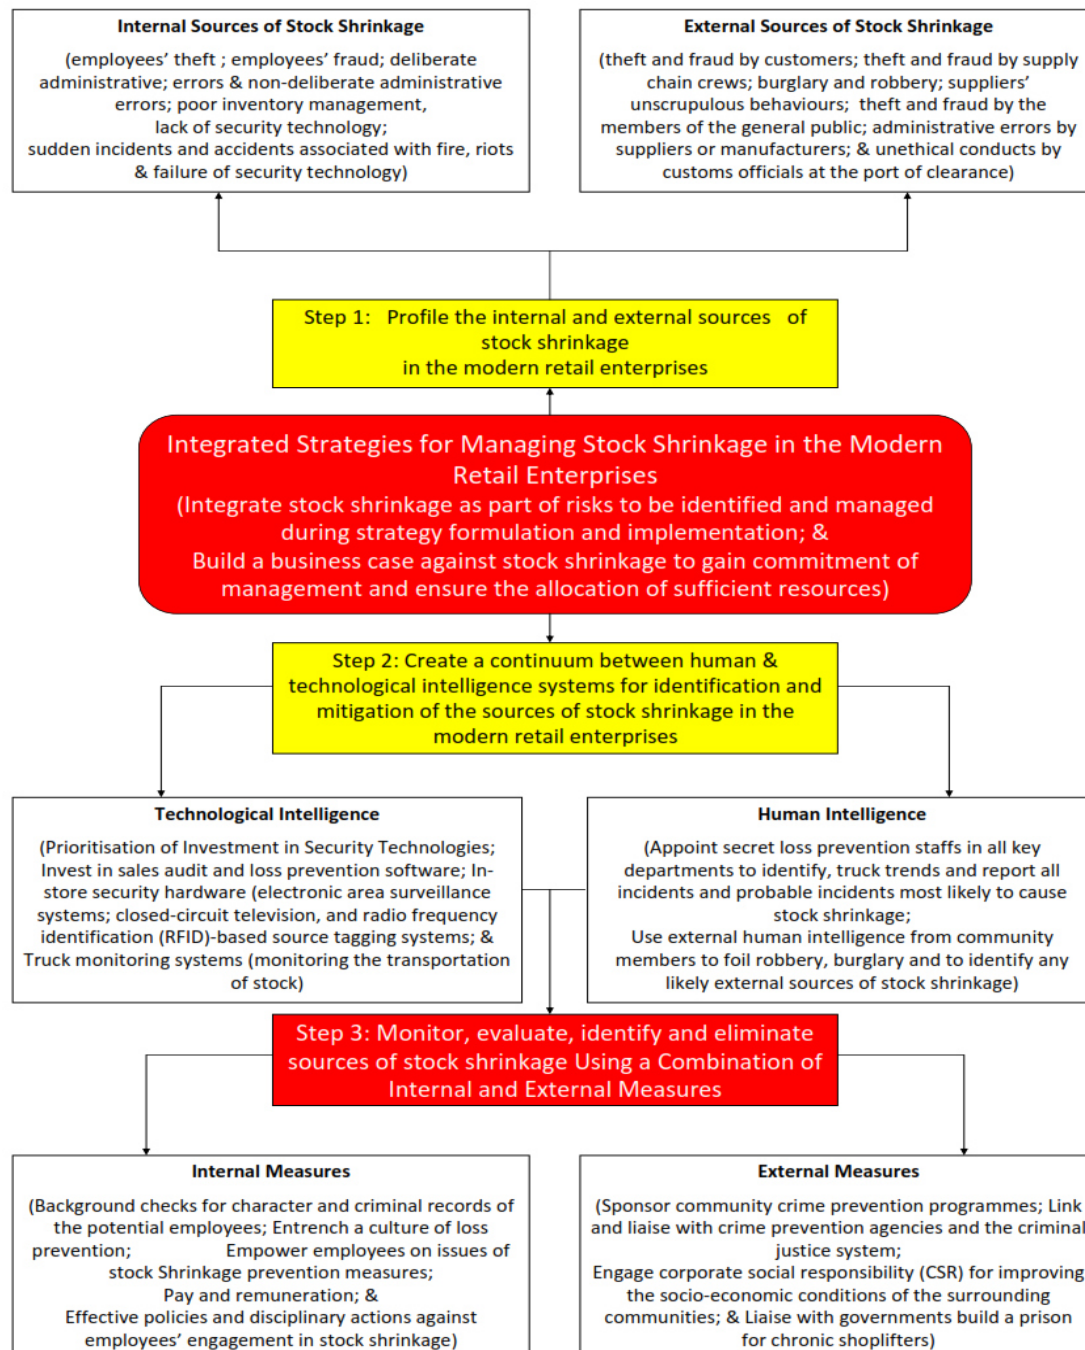 Internal Sources of Stock Shrinkage
(employees’ theft ; employees’ fraud; deliberate
administrative; errors & non-deliberate administrative
errors; poor inventory management,
lack of security technology;
sudden incidents and accidents associated with fire, riots
& failure of security technology)
External Sources of Stock Shrinkage
(theft and fraud by customers; theft and fraud by supply
chain crews; burglary and robbery; suppliers’
unscrupulous behaviours; theft and fraud by the
members of the general public; administrative errors by
suppliers or manufacturers; & unethical conducts by
customs officials at the port of clearance)
Step 1: Profile the internal and external sources of
stock shrinkage
in the modern retail enterprises
Integrated Strategies for Managing Stock Shrinkage in the Modern
Retail Enterprises
(Integrate stock shrinkage as part of risks to be identified and managed
during strategy formulation and implementation; &
Build a business case against stock shrinkage to gain commitment of
management and ensure the allocation of sufficient resources)
Step 2: Create a continuum between human &
technological intelligence systems for identification and
mitigation of the sources of stock shrinkage in the
modern retail enterprises
Technological Intelligence
(Prioritisation of Investment in Security Technologies;
Invest in sales audit and loss prevention software; In-
store security hardware (electronic area surveillance
systems; closed-circuit television, and radio frequency
identification (RFID)-based source tagging systems; &
Truck monitoring systems (monitoring the transportation
of stock)
Human Intelligence
(Appoint secret loss prevention staffs in all key
departments to identify, truck trends and report all
incidents and probable incidents most likely to cause
stock shrinkage;
Use external human intelligence from community
members to foil robbery, burglary and to identify any
likely external sources of stock shrinkage)
Step 3: Monitor, evaluate, identify and eliminate
sources of stock shrinkage Using a Combination of
Internal and External Measures
Internal Measures
(Background checks for character and criminal records of
the potential employees; Entrench a culture of loss
prevention; Empower employees on issues of
stock Shrinkage prevention measures;
Pay and remuneration; &
Effective policies and disciplinary actions against
employees’ engagement in stock shrinkage)
External Measures
(Sponsor community crime prevention programmes; Link
and liaise with crime prevention agencies and the criminal
justice system;
Engage corporate social responsibility (CSR) for improving
the socio-economic conditions of the surrounding
communities; & Liaise with governments build a prison
for chronic shoplifters)